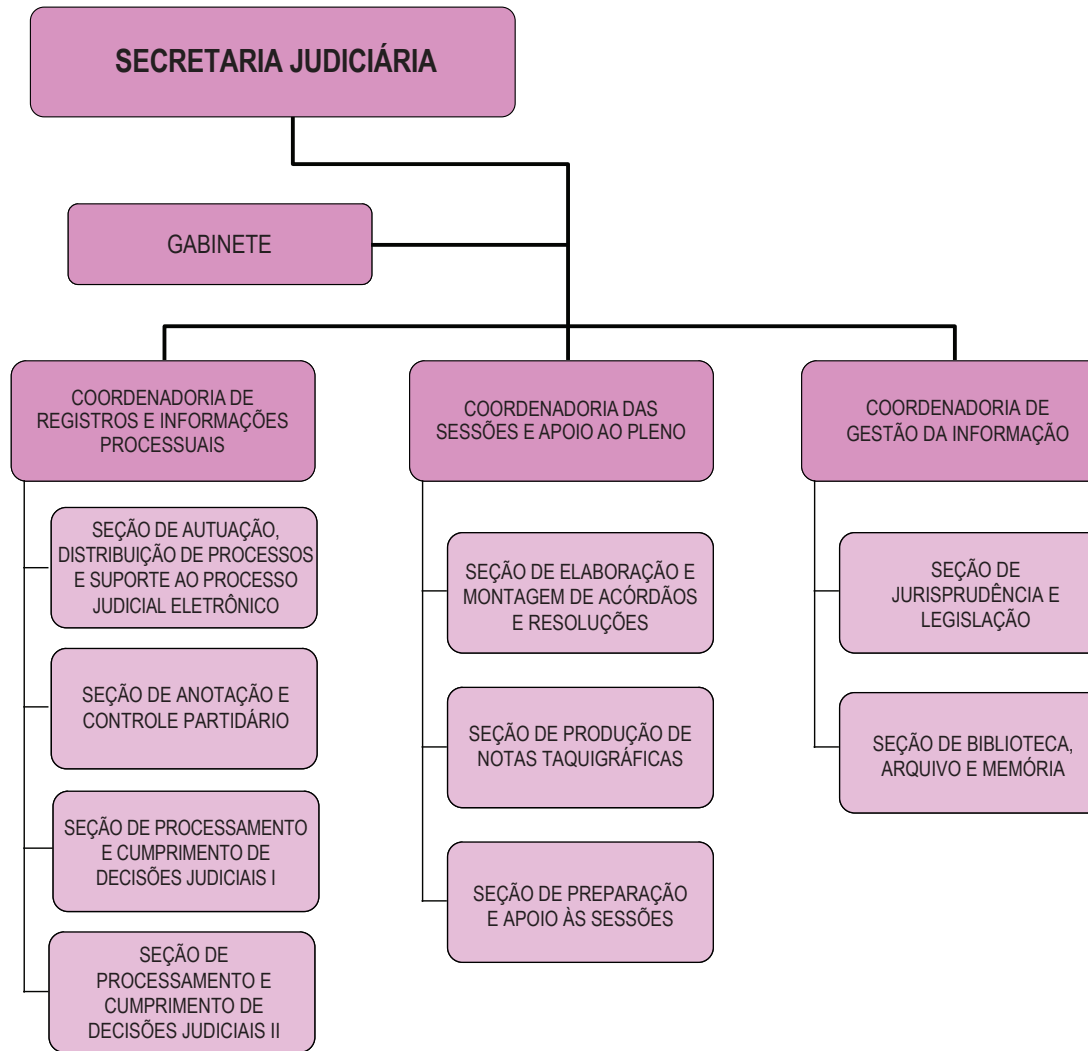 SECRETARIA JUDICIÁRIA
GABINETE
COORDENADORIA DE
REGISTROS E INFORMAÇÕES
PROCESSUAIS
SEÇÃO DE AUTUAÇÃO,
DISTRIBUIÇÃO DE PROCESSOS
E SUPORTE AO PROCESSO
JUDICIAL ELETRÔNICO
SEÇÃO DE ANOTAÇÃO E
CONTROLE PARTIDÁRIO
SEÇÃO DE PROCESSAMENTO
E CUMPRIMENTO DE
DECISÕES JUDICIAIS I
SEÇÃO DE
PROCESSAMENTO E
CUMPRIMENTO DE
DECISÕES JUDICIAIS II
COORDENADORIA DAS
SESSÕES E APOIO AO PLENO
SEÇÃO DE ELABORAÇÃO E
MONTAGEM DE ACÓRDÃOS
E RESOLUÇÕES
SEÇÃO DE PRODUÇÃO DE
NOTAS TAQUIGRÁFICAS
SEÇÃO DE PREPARAÇÃO
E APOIO ÀS SESSÕES
COORDENADORIA DE
GESTÃO DA INFORMAÇÃO
SEÇÃO DE
JURISPRUDÊNCIA E
LEGISLAÇÃO
SEÇÃO DE BIBLIOTECA,
ARQUIVO E MEMÓRIA